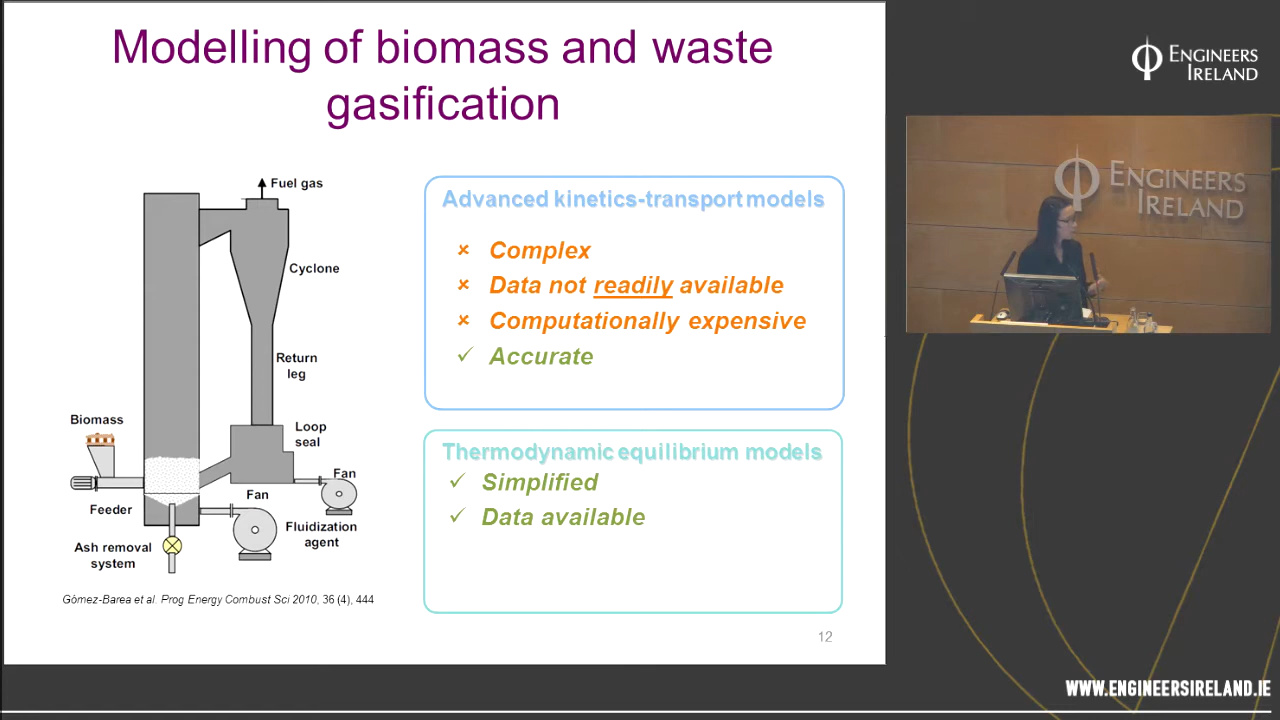 Modelling of biomass and waste
gasification
Fuel gas
Cyclone
Return
leg
Biomass
Loop
seal
Fan
Fan
Feeder
Fluidization
agent
Ash removal
system
Gómez-Barea et al. Prog Energy Combust Sci 2010, 36 (4), 444
Advanced kinetics-transport models
× Complex
× Data not readily available
× Computationally expensive
✓ Accurate
Thermodynamic equilibrium models
✓ Simplified
✓ Data available
12
ENGINEERS
IRELAND
ENGINEERS
IRELAND
WWW.ENGINEERSIRELAND.IE